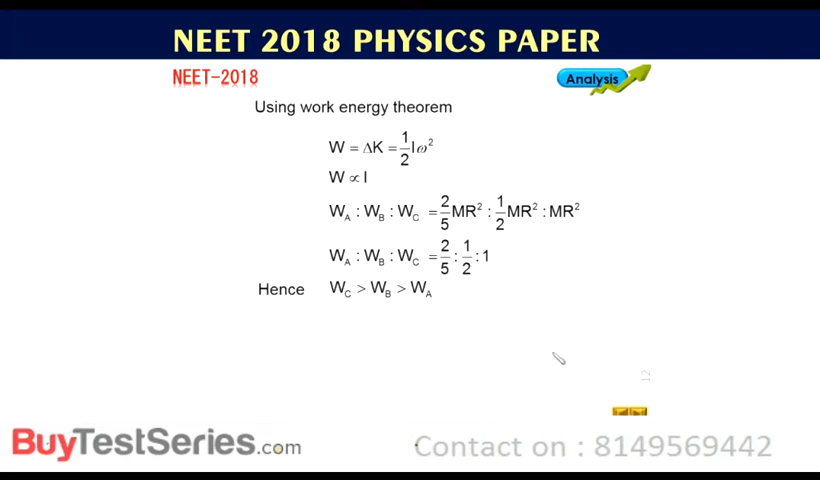 NEET 2018 PHYSICS PAPER
NEET-2018
Analysis
Using work energy theorem
W = ΔK = 1/2 Iω²
W ∝ I
W_A : W_B : W_C = 2/5 MR² : 1/2 MR² : MR²
W_A : W_B : W_C = 2/5 : 1/2 : 1
Hence W_C > W_B > W_A
12
BuyTestSeries.com
Contact on : 8149569442